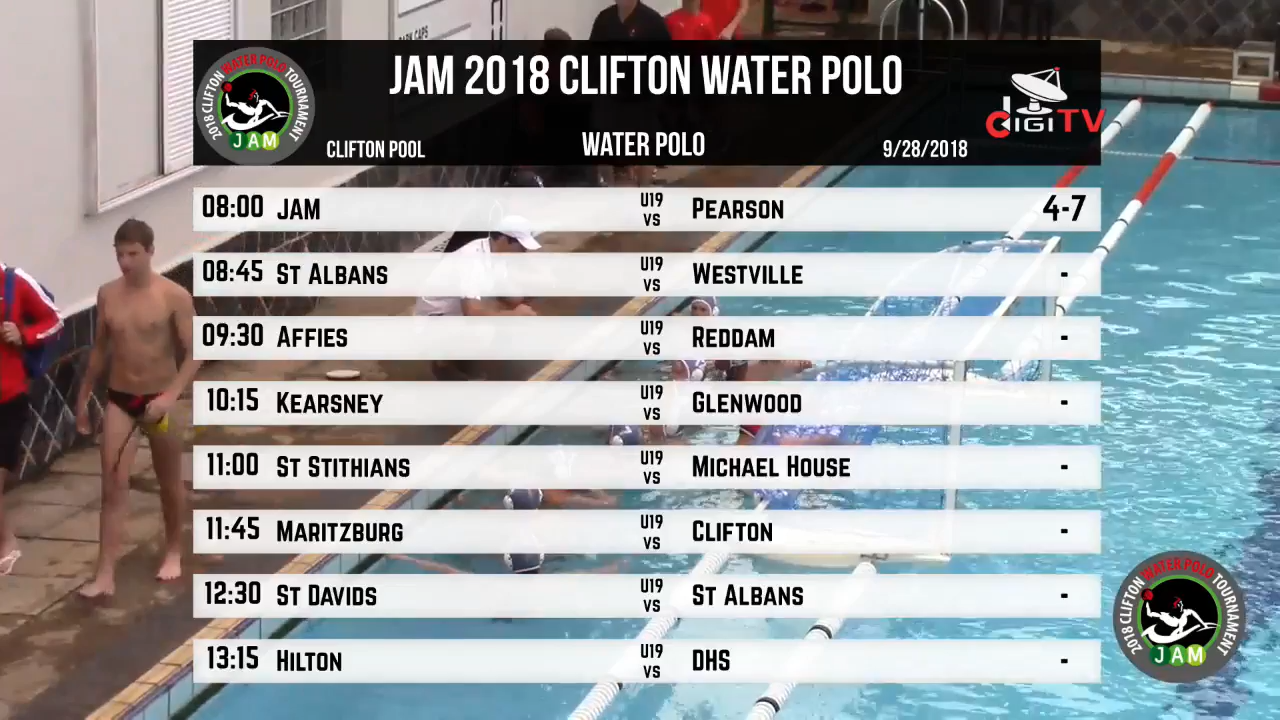 PARK CAPS
JAM 2018 CLIFTON WATER POLO
2018 CLIFTON WATER POLO TOURNAMENT
JAM
DIGITV
CLIFTON POOL
WATER POLO
9/28/2018
08:00 JAM U19 VS PEARSON 4-7
08:45 ST ALBANS U19 VS WESTVILLE -
09:30 AFFIES U19 VS REDDAM -
10:15 KEARSNEY U19 VS GLENWOOD -
11:00 ST STITHIANS U19 VS MICHAEL HOUSE -
11:45 MARITZBURG U19 VS CLIFTON -
12:30 ST DAVIDS U19 VS ST ALBANS -
13:15 HILTON U19 VS DHS -
2018 CLIFTON WATER POLO TOURNAMENT
JAM